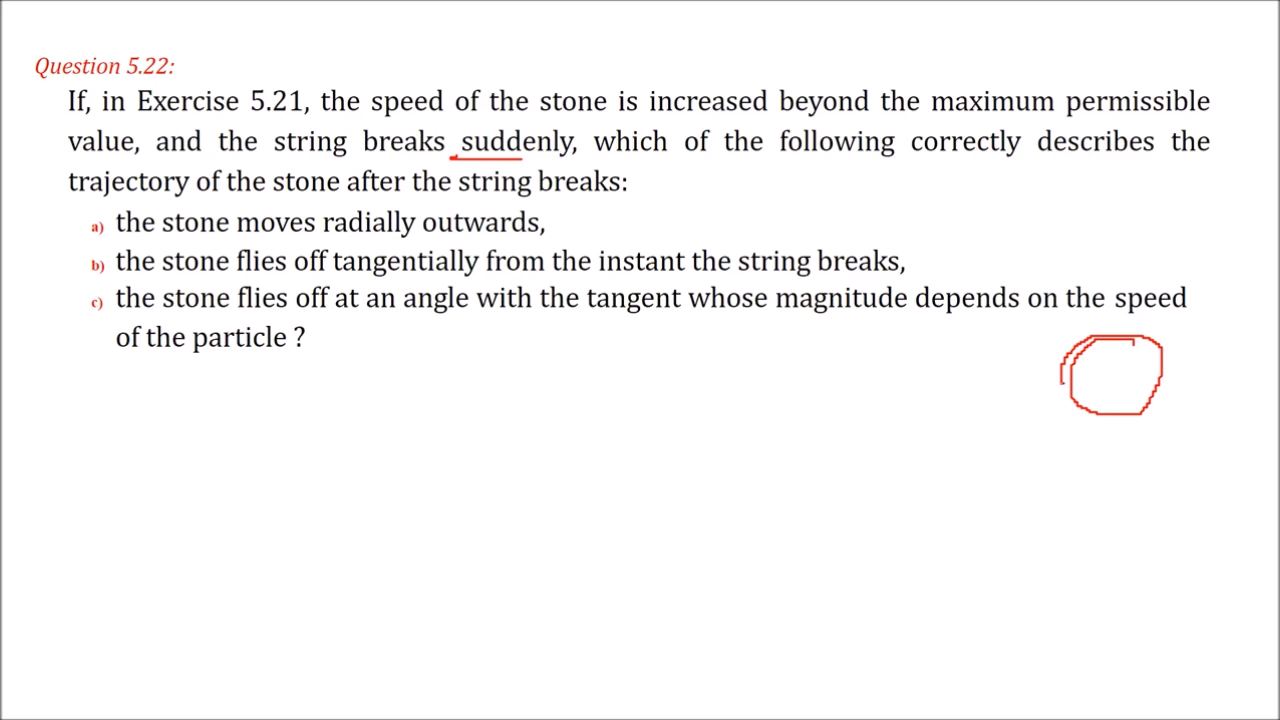 Question 5.22:
If, in Exercise 5.21, the speed of the stone is increased beyond the maximum permissible
value, and the string breaks suddenly, which of the following correctly describes the
trajectory of the stone after the string breaks:
a) the stone moves radially outwards,
b) the stone flies off tangentially from the instant the string breaks,
c) the stone flies off at an angle with the tangent whose magnitude depends on the speed
of the particle ?